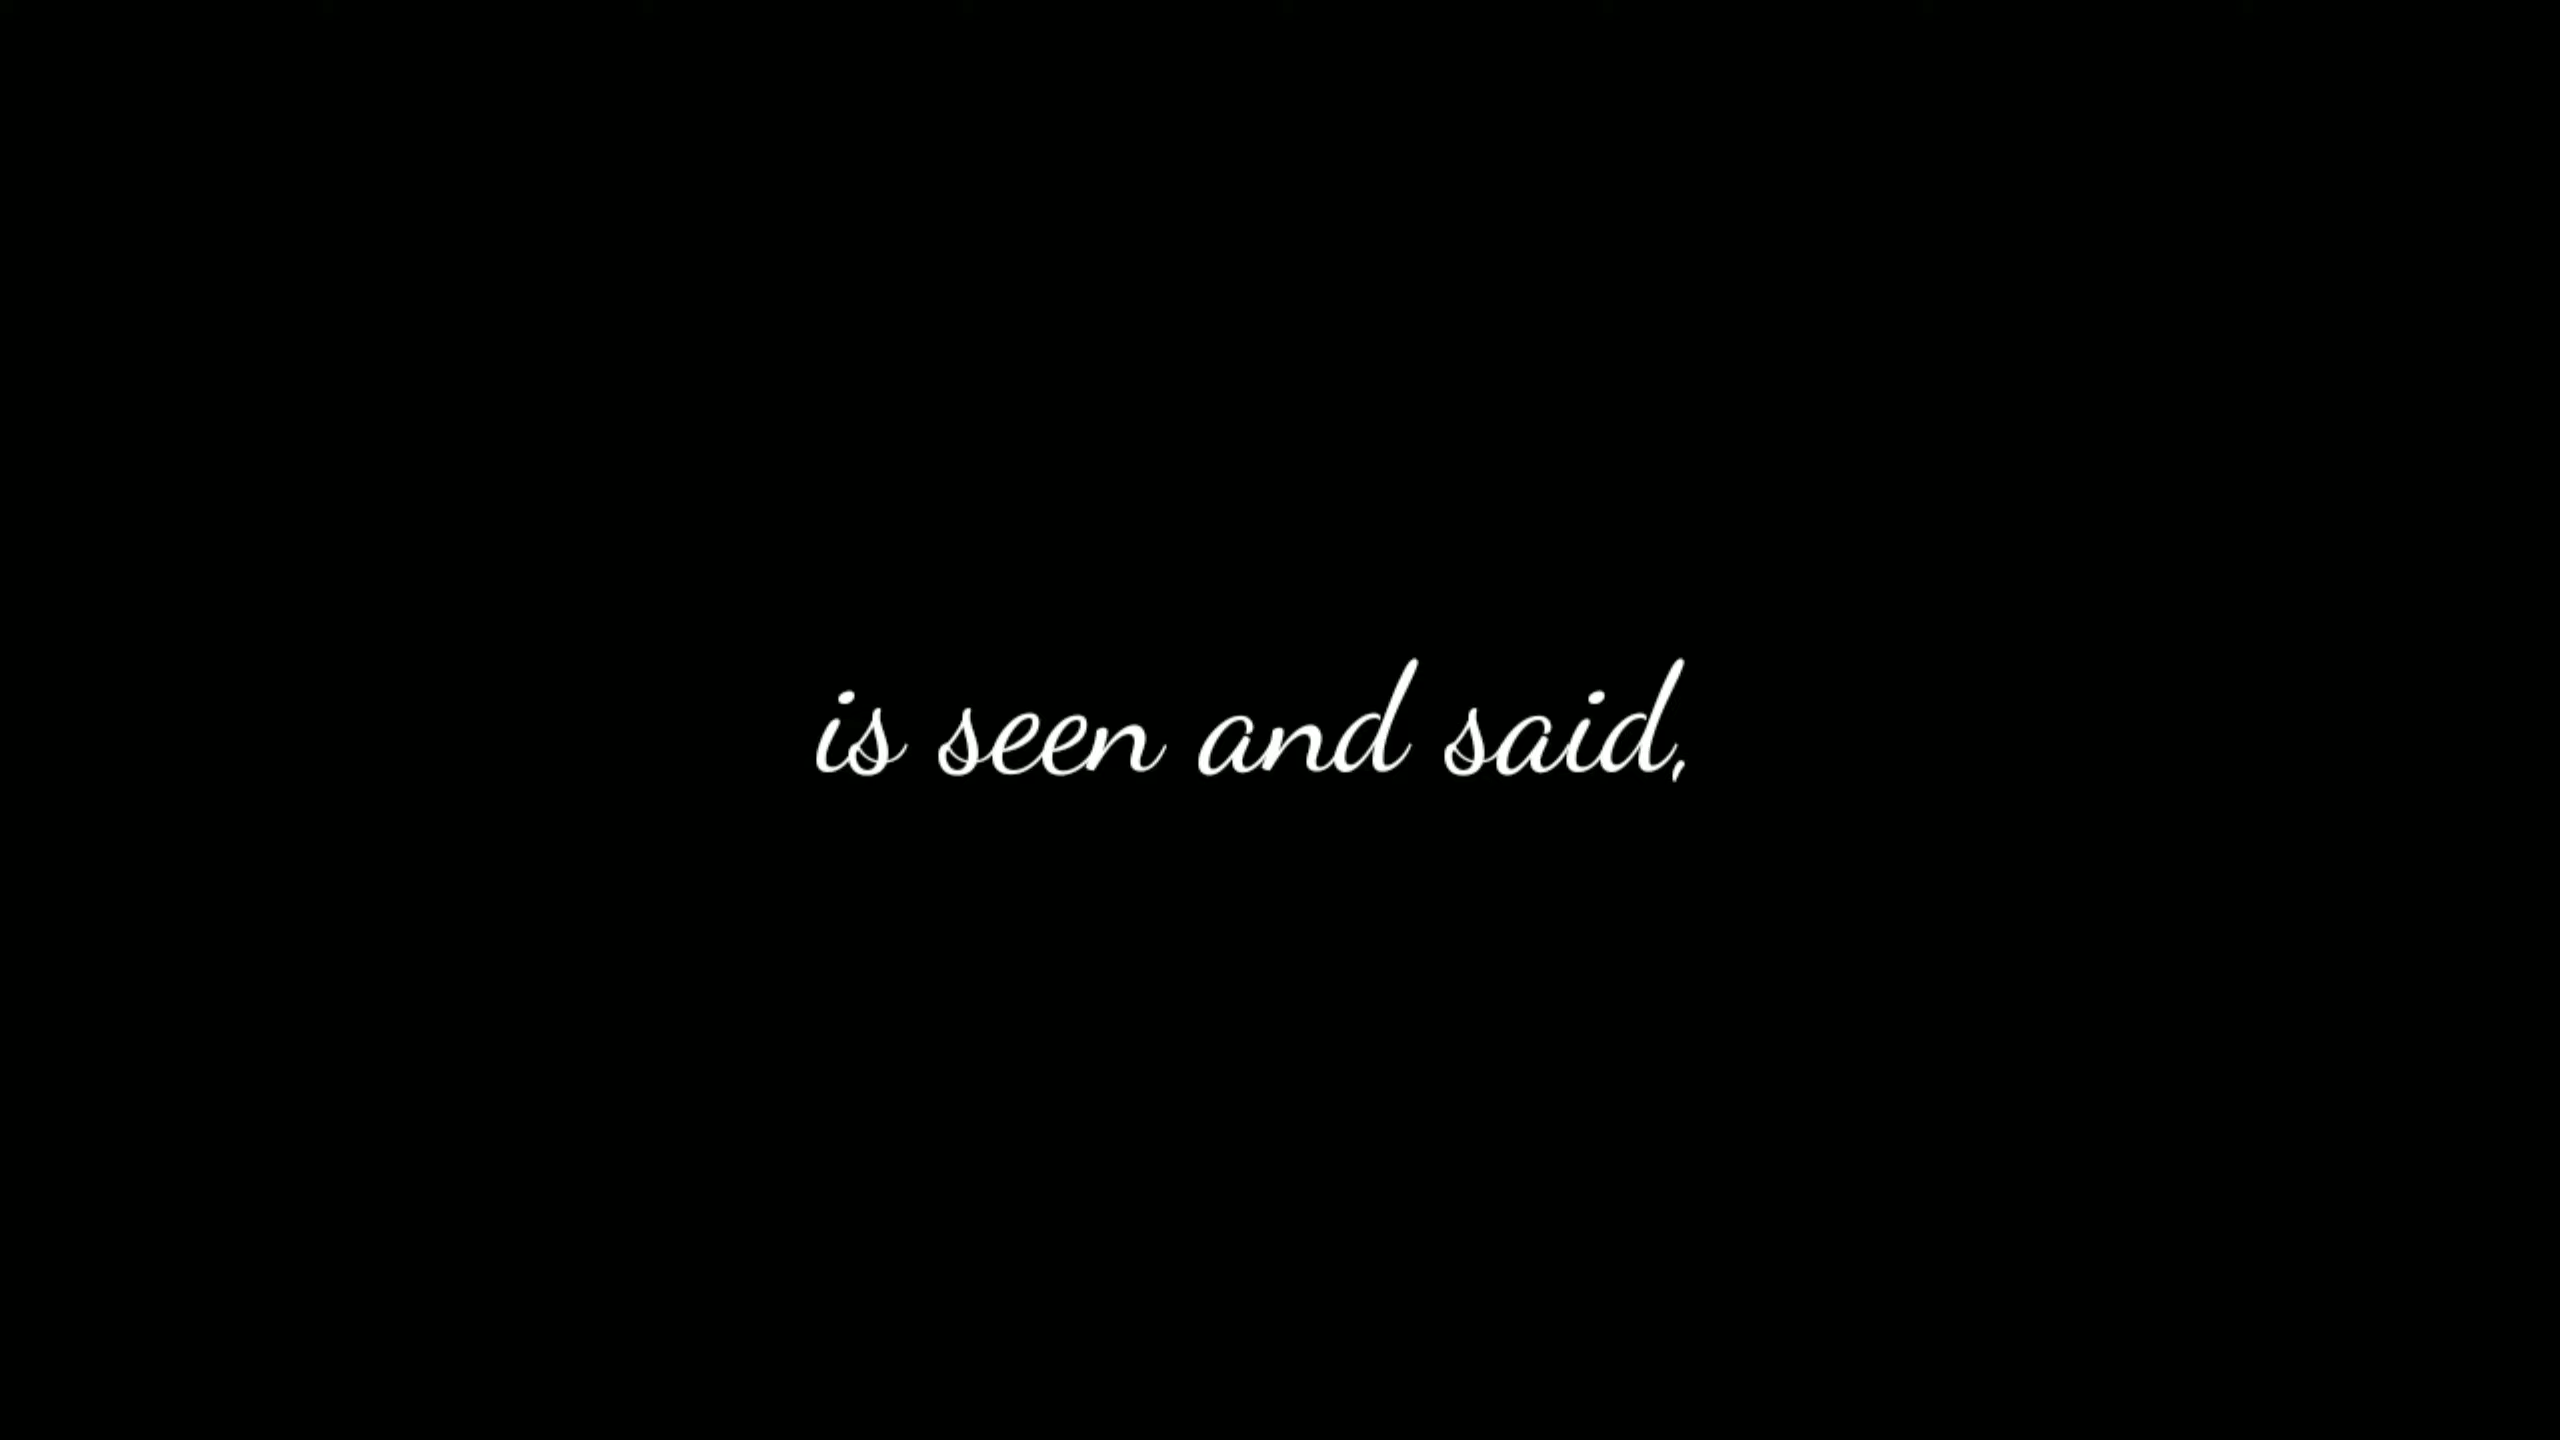 is seen and said,